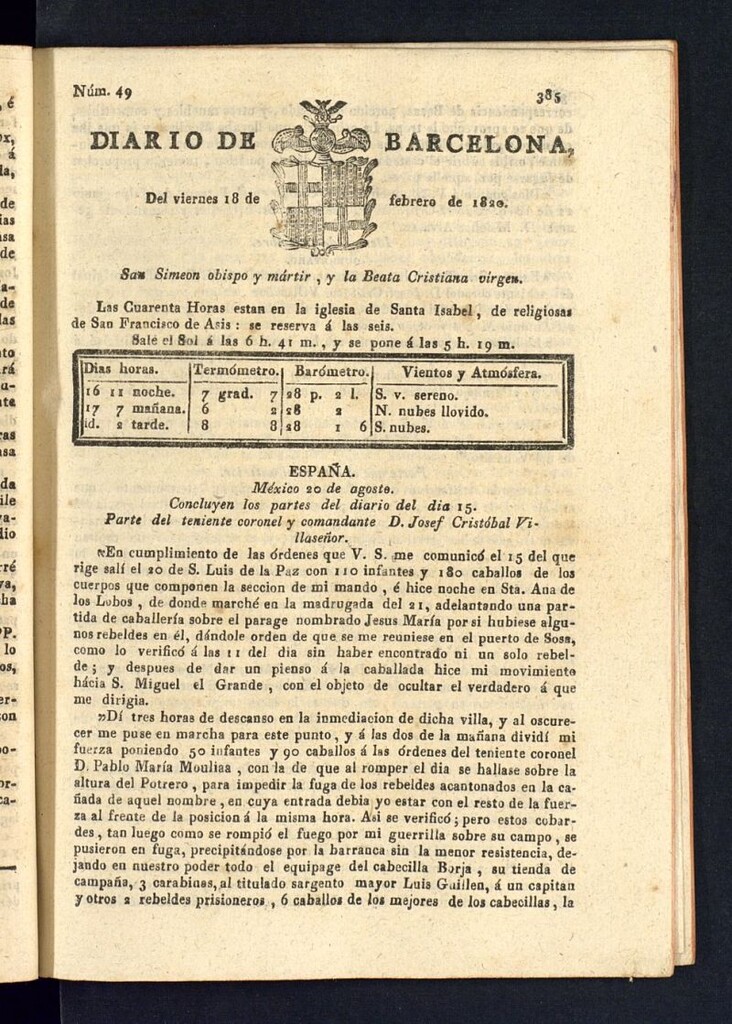 Núm. 49
385
DIARIO DE BARCELONA,
Del viernes 18 de febrero de 1820.
San Simeon obispo y mártir, y la Beata Cristiana virgen.
Las Cuarenta Horas estan en la iglesia de Santa Isabel, de religiosas
de San Francisco de Asis: se reserva á las seis.
Sale el Sol á las 6 h. 41 m., y se pone á las 5 h. 19 m.
Dias horas. Termómetro. Barómetro. Vientos y Atmósfera.
16 11 noche. 7 grad. 7 28 p. 2 l. S. v. sereno.
17 7 mañana. 6 2 28 2 N. nubes llovido.
id. 2 tarde. 8 8 28 1 6 S. nubes.
ESPAÑA.
México 20 de agosto.
Concluyen los partes del diario del dia 15.
Parte del teniente coronel y comandante D. Josef Cristóbal Vi-
llaseñor.
»En cumplimiento de las órdenes que V. S. me comunicó el 15 del que
rige salí el 20 de S. Luis de la Paz con 110 infantes y 180 caballos de los
cuerpos que componen la seccion de mi mando, é hice noche en Sta. Ana de
los Lobos, de donde marché en la madrugada del 21, adelantando una par-
tida de caballería sobre el parage nombrado Jesus María por si hubiese algu-
nos rebeldes en él, dándole orden de que se me reuniese en el puerto de Sosa,
como lo verificó á las 11 del dia sin haber encontrado ni un solo rebel-
de; y despues de dar un pienso á la caballada hice mi movimiento
hácia S. Miguel el Grande, con el objeto de ocultar el verdadero á que
me dirigia.
»Dí tres horas de descanso en la inmediacion de dicha villa, y al oscure-
cer me puse en marcha para este punto, y á las dos de la mañana dividí mi
fuerza poniendo 50 infantes y 90 caballos á las órdenes del teniente coronel
D. Pablo María Mouliaa, con la de que al romper el dia se hallase sobre la
altura del Potrero, para impedir la fuga de los rebeldes acantonados en la ca-
ñada de aquel nombre, en cuya entrada debia yo estar con el resto de la fuer-
za al frente de la posicion á la misma hora. Asi se verificó; pero estos cobar-
des, tan luego como se rompió el fuego por mi guerrilla sobre su campo, se
pusieron en fuga, precipitándose por la barranca sin la menor resistencia, de-
jando en nuestro poder todo el equipage del cabecilla Borja, su tienda de
campaña, 3 carabinas, al titulado sargento mayor Luis Guillen, á un capitan
y otros 2 rebeldes prisioneros, 6 caballos de los mejores de los cabecillas, la